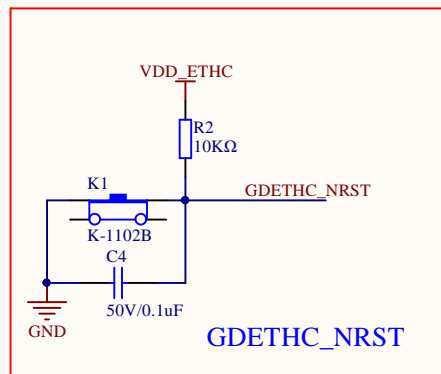 VDD_ETHC
R2
10KΩ
GDETHC_NRST
K1
K-1102B
C4
50V/0.1uF
GND
GDETHC_NRST